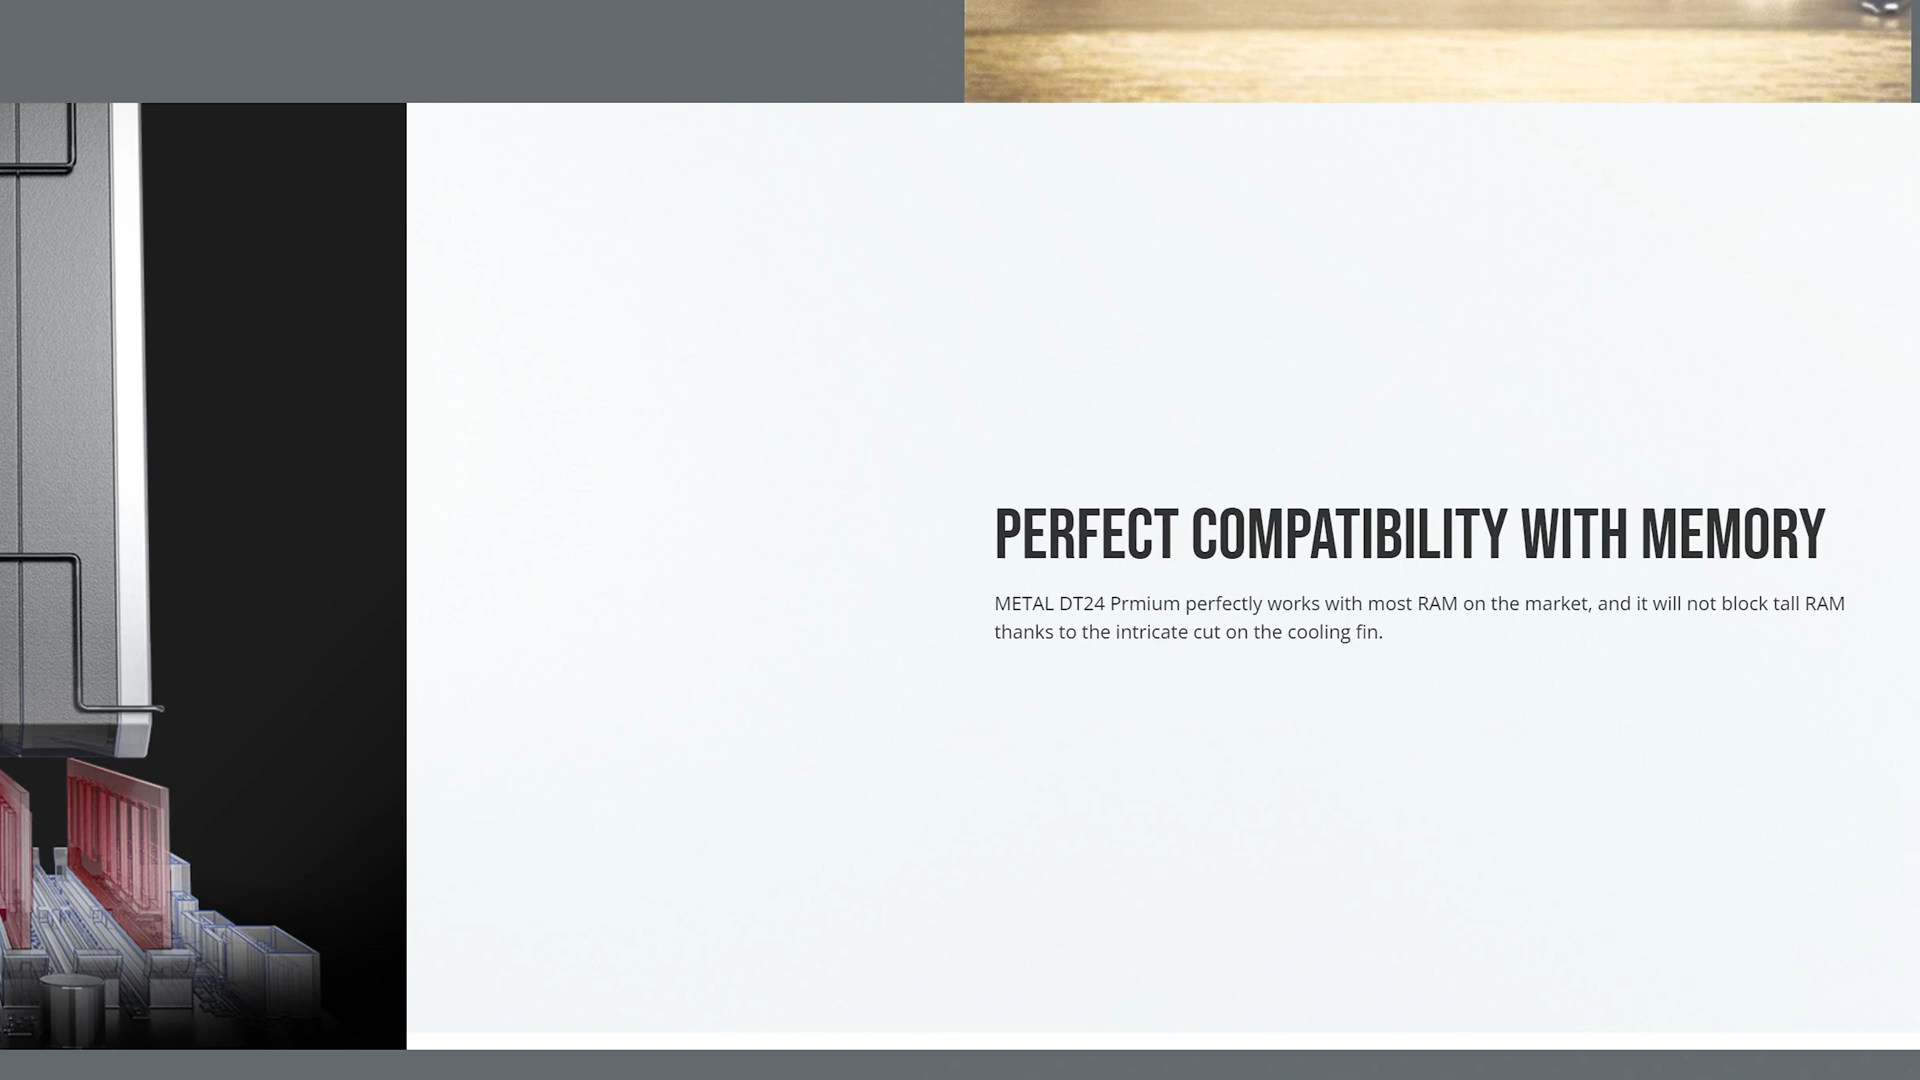 PERFECT COMPATIBILITY WITH MEMORY
METAL DT24 Prmium perfectly works with most RAM on the market, and it will not block tall RAM
thanks to the intricate cut on the cooling fin.